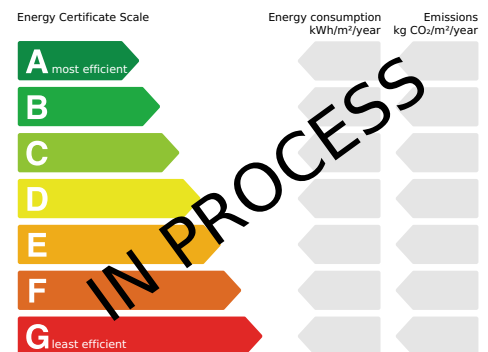 Energy Certificate Scale
Energy consumption
kWh/m²/year
Emissions
kg CO₂/m²/year
A most efficient
B
C
D
E
F
G least efficient
IN PROCESS